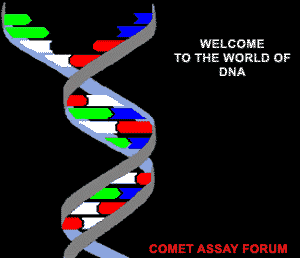 WELCOME
TO THE WORLD OF
DNA
COMET ASSAY FORUM